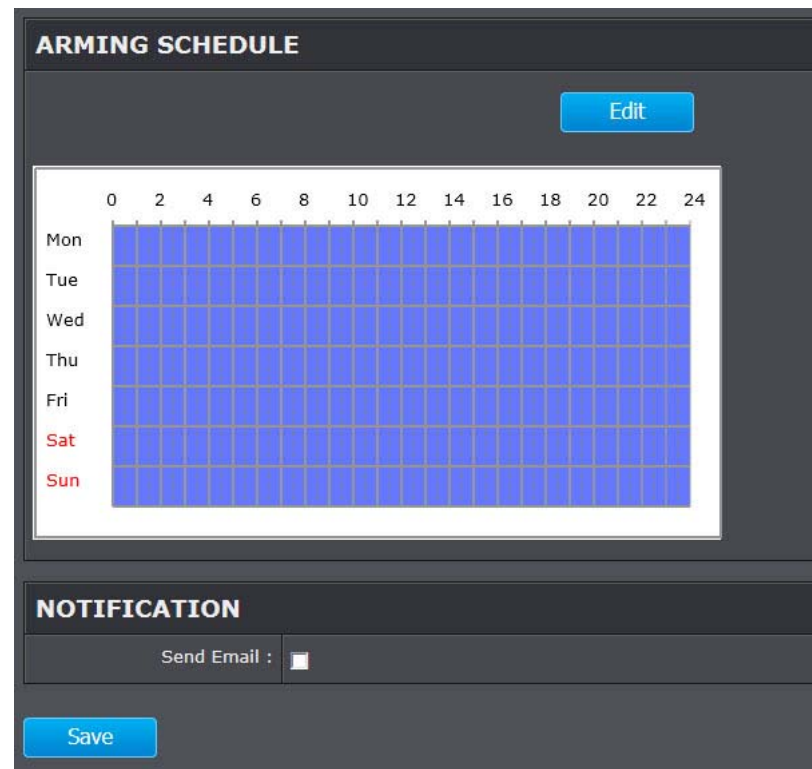 ARMING SCHEDULE
Edit
0 2 4 6 8 10 12 14 16 18 20 22 24
Mon
Tue
Wed
Thu
Fri
Sat
Sun
NOTIFICATION
Send Email :
Save